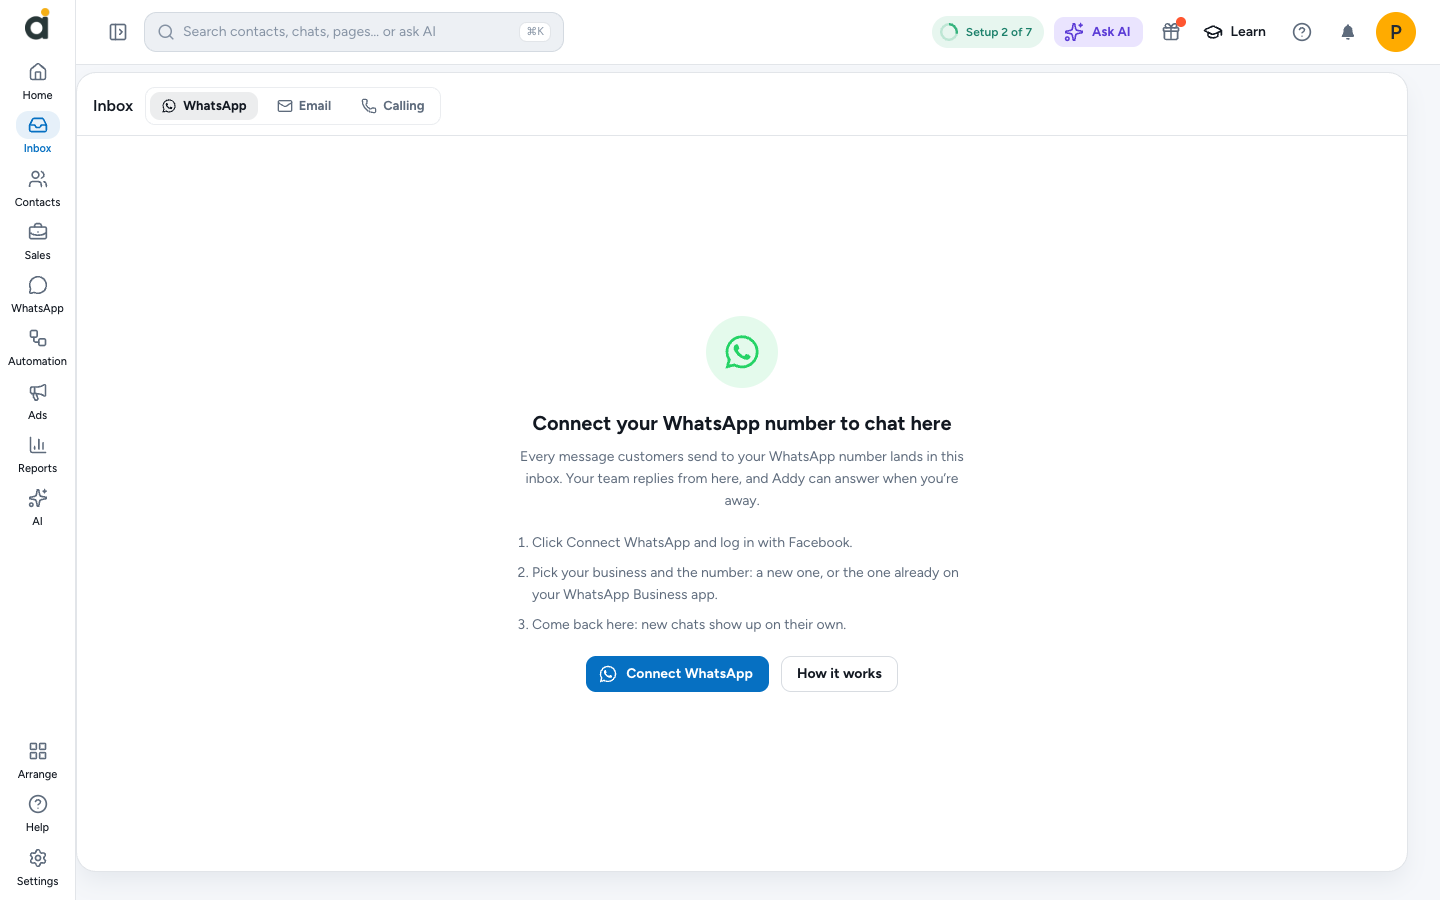 Search contacts, chats, pages... or ask AI
⌘K
Setup 2 of 7
Ask AI
Learn
P
Home
Inbox
Contacts
Sales
WhatsApp
Automation
Ads
Reports
AI
Arrange
Help
Settings
Inbox
WhatsApp
Email
Calling
Connect your WhatsApp number to chat here
Every message customers send to your WhatsApp number lands in this
inbox. Your team replies from here, and Addy can answer when you're
away.
1. Click Connect WhatsApp and log in with Facebook.
2. Pick your business and the number: a new one, or the one already on
your WhatsApp Business app.
3. Come back here: new chats show up on their own.
Connect WhatsApp
How it works